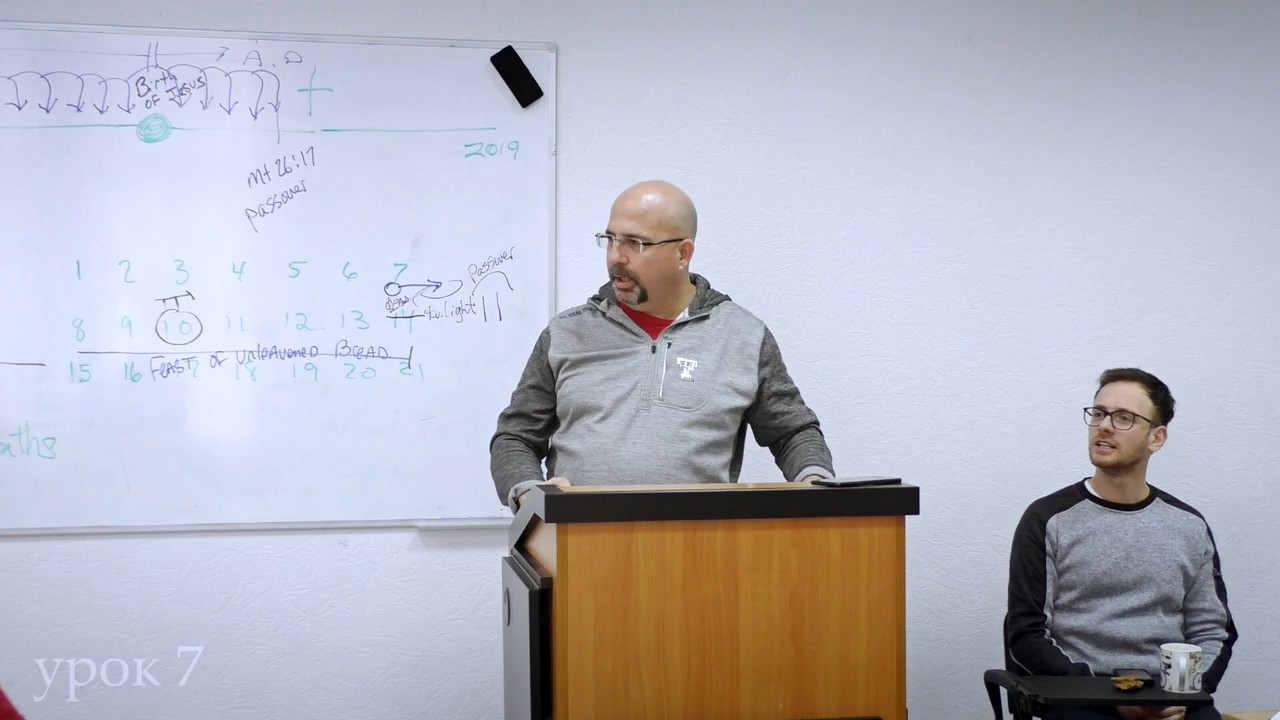 A.D
Birth
of Jesus
2019
mt 26:17
passover
Passover
1 2 3 4 5 6 7
twilight
8 9 10 11 12 13
Feast of Unleavened Bread
15 16 18 19 20 21
урок 7